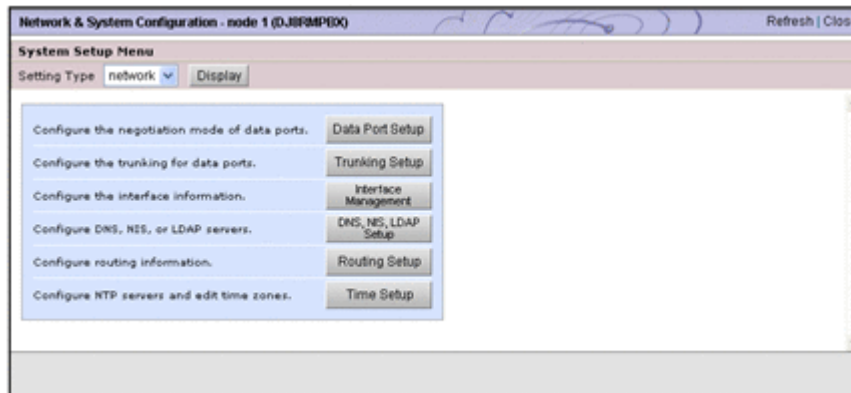 Network & System Configuration - node 1 (DJ8RMPBX)
Refresh | Clos
System Setup Menu
Setting Type network Display
Configure the negotiation mode of data ports. Data Port Setup
Configure the trunking for data ports. Trunking Setup
Configure the interface information. Interface Management
Configure DNS, NIS, or LDAP servers. DNS, NIS, LDAP Setup
Configure routing information. Routing Setup
Configure NTP servers and edit time zones. Time Setup